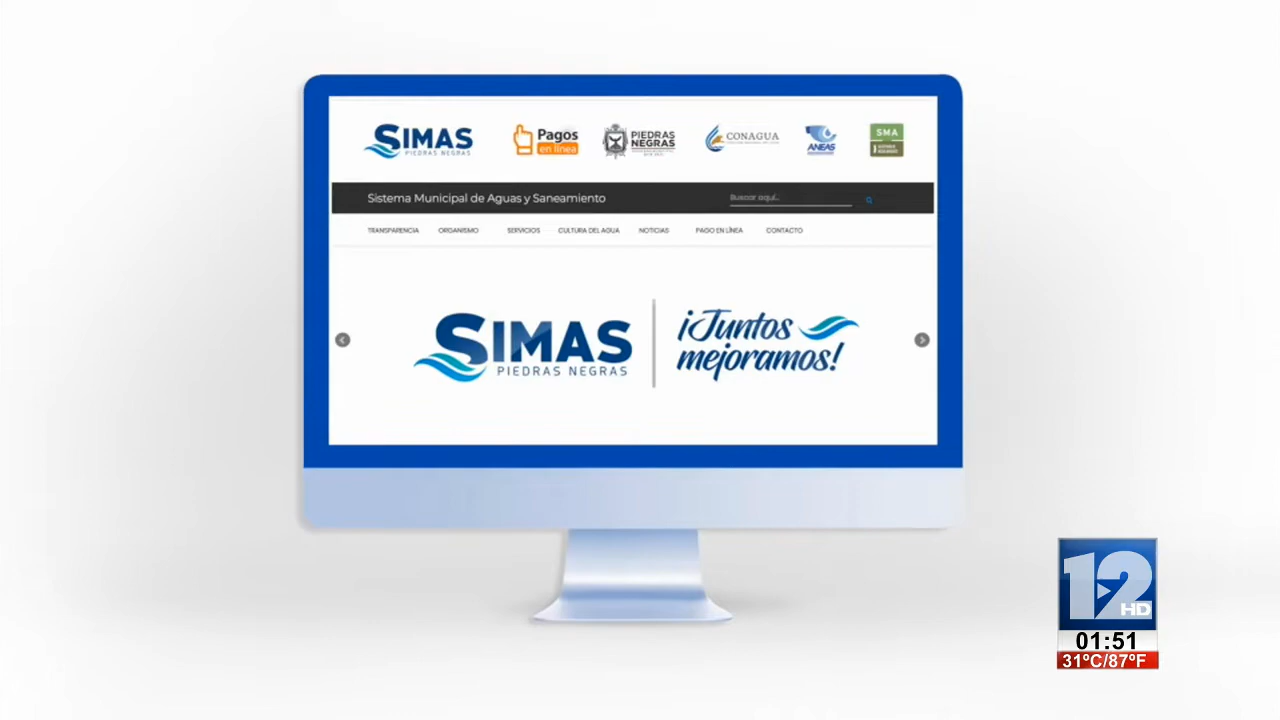 SIMAS
PIEDRAS NEGRAS
Pagos
en línea
PIEDRAS
NEGRAS
CONAGUA
ANEAS
SMA
Sistema Municipal de Aguas y Saneamiento
Buscar aquí...
TRANSPARENCIA ORGANISMO SERVICIOS CULTURA DEL AGUA NOTICIAS PAGO EN LÍNEA CONTACTO
SIMAS
PIEDRAS NEGRAS
¡Juntos
mejoramos!
12
HD
01:51
31ºC/87ºF